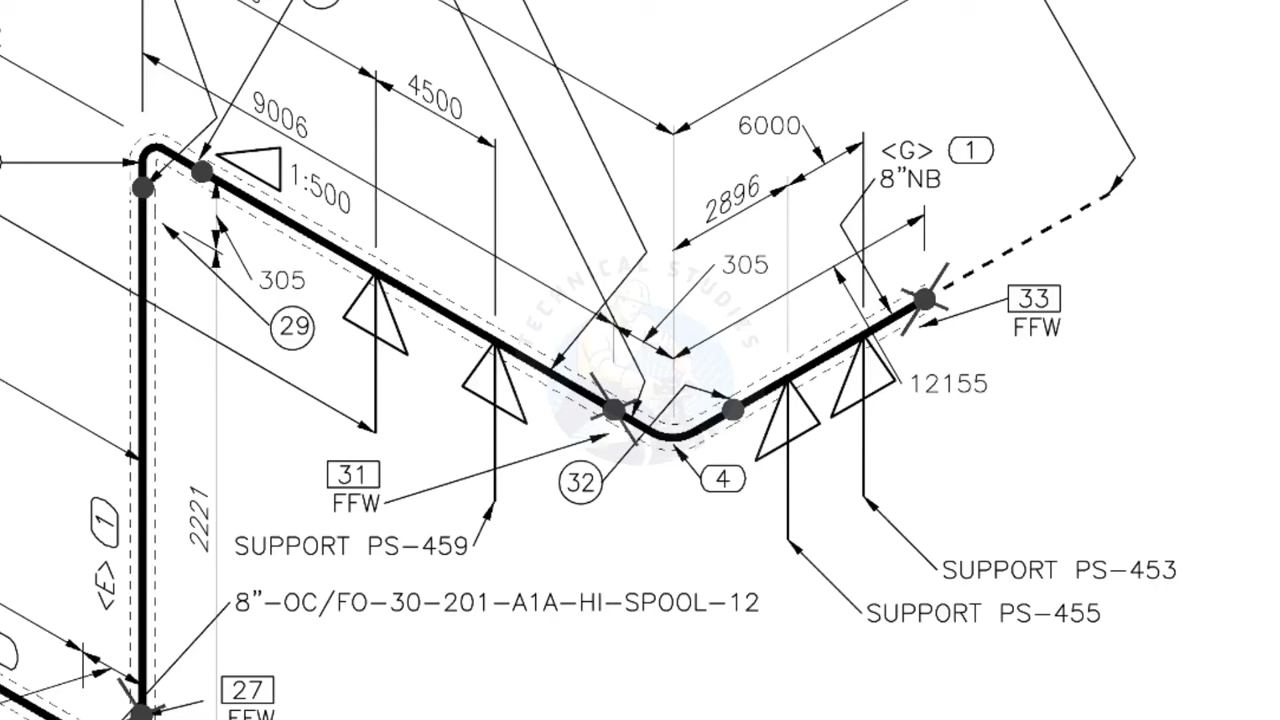 4500
9006
6000
<G> 1
8"NB
1:500
2896
305
305
29
TECHNICAL STUDIES
33
FFW
12155
31
FFW
32
4
2221
<E> 1
SUPPORT PS-459
SUPPORT PS-453
8"-OC/FO-30-201-A1A-HI-SPOOL-12
SUPPORT PS-455
27
FFW